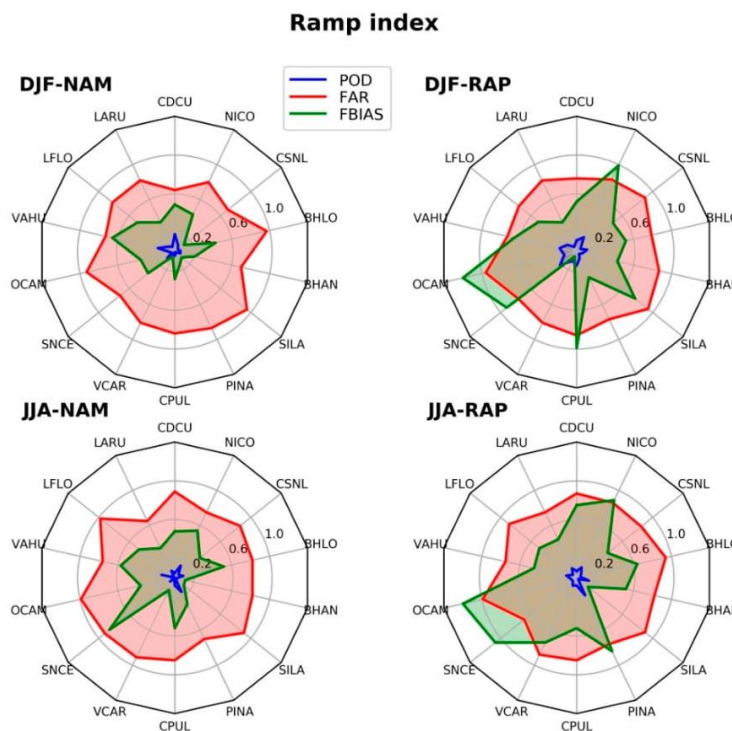 Ramp index
POD
FAR
FBIAS
DJF-NAM
CDCU
NICO
CSNL
BHLO
BHAN
SILA
PINA
CPUL
VCAR
SNCE
OCAM
VAHU
LFLO
LARU
0.2
0.6
1.0
DJF-RAP
CDCU
NICO
CSNL
BHLO
BHAN
SILA
PINA
CPUL
VCAR
SNCE
OCAM
VAHU
LFLO
LARU
0.2
0.6
1.0
JJA-NAM
CDCU
NICO
CSNL
BHLO
BHAN
SILA
PINA
CPUL
VCAR
SNCE
OCAM
VAHU
LFLO
LARU
0.2
0.6
1.0
JJA-RAP
CDCU
NICO
CSNL
BHLO
BHAN
SILA
PINA
CPUL
VCAR
SNCE
OCAM
VAHU
LFLO
LARU
0.2
0.6
1.0